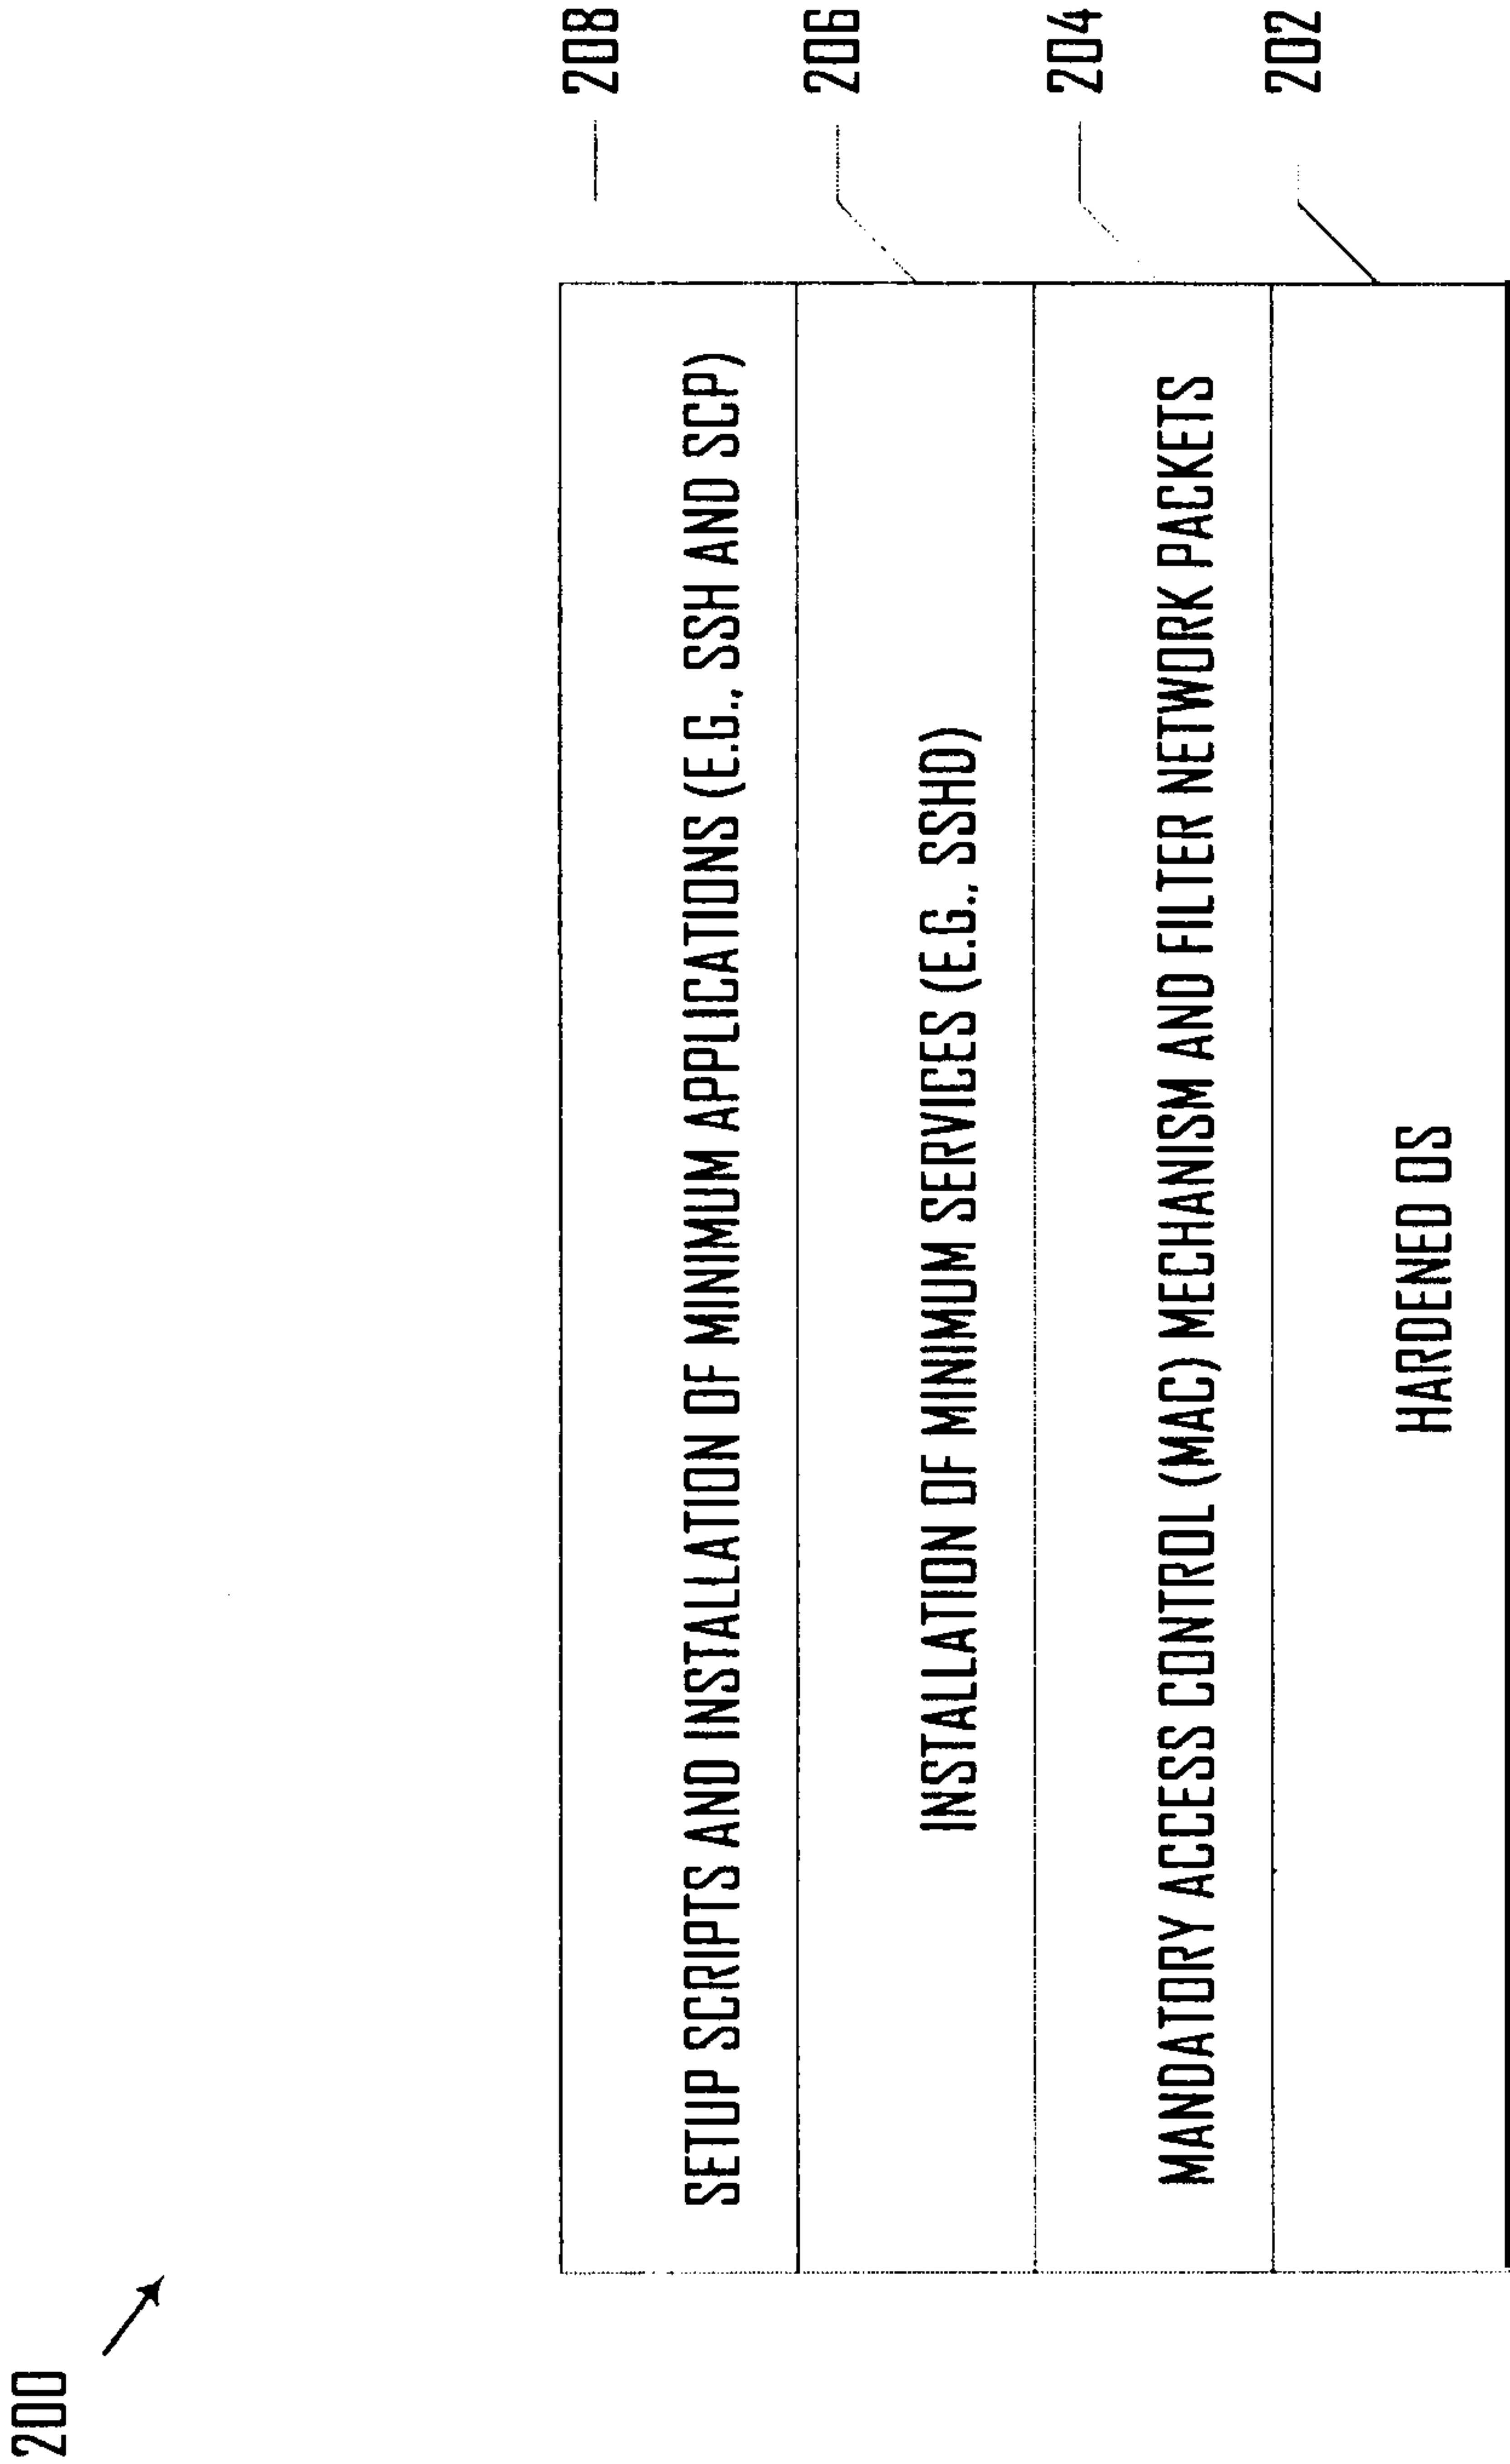 200
SETUP SCRIPTS AND INSTALLATION OF MINIMUM APPLICATIONS (E.G., SSH AND SCP)
208
INSTALLATION OF MINIMUM SERVICES (E.G., SSHD)
206
MANDATORY ACCESS CONTROL (MAC) MECHANISM AND FILTER NETWORK PACKETS
204
HARDENED OS
202